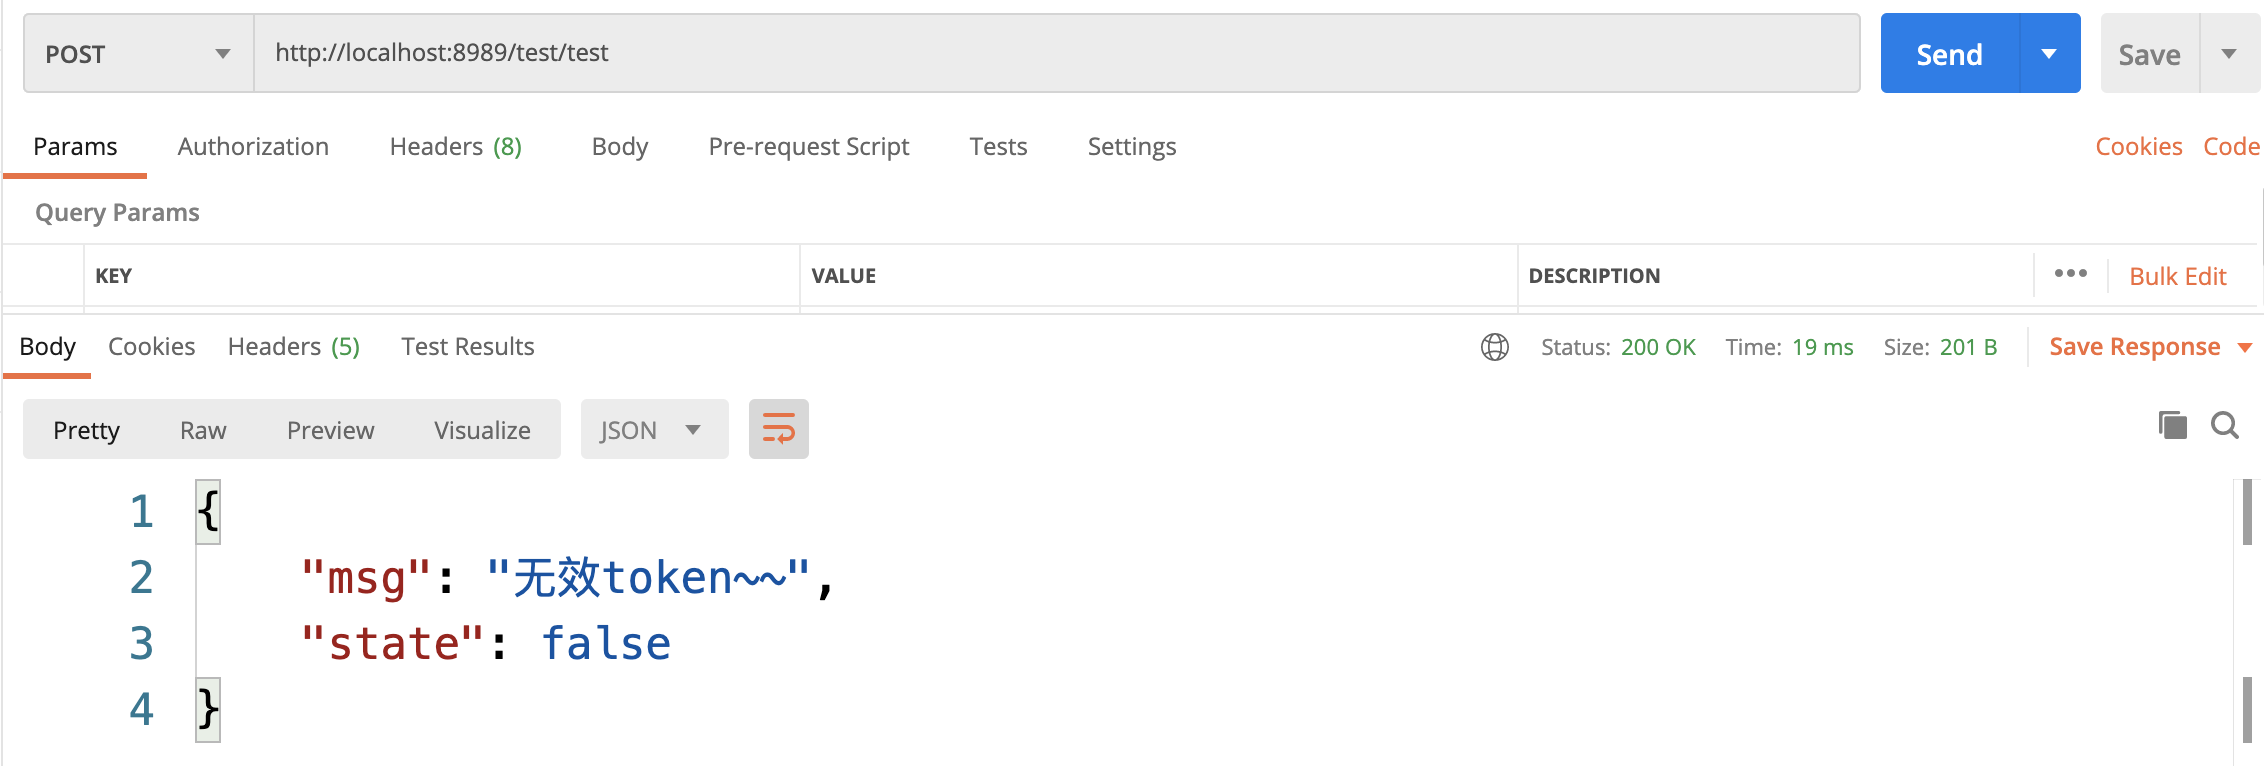 POST http://localhost:8989/test/test Send Save
Params Authorization Headers (8) Body Pre-request Script Tests Settings Cookies Code
Query Params
KEY VALUE DESCRIPTION ••• Bulk Edit
Body Cookies Headers (5) Test Results Status: 200 OK Time: 19 ms Size: 201 B Save Response
Pretty Raw Preview Visualize JSON
1 {
2 "msg": "无效token~~",
3 "state": false
4 }